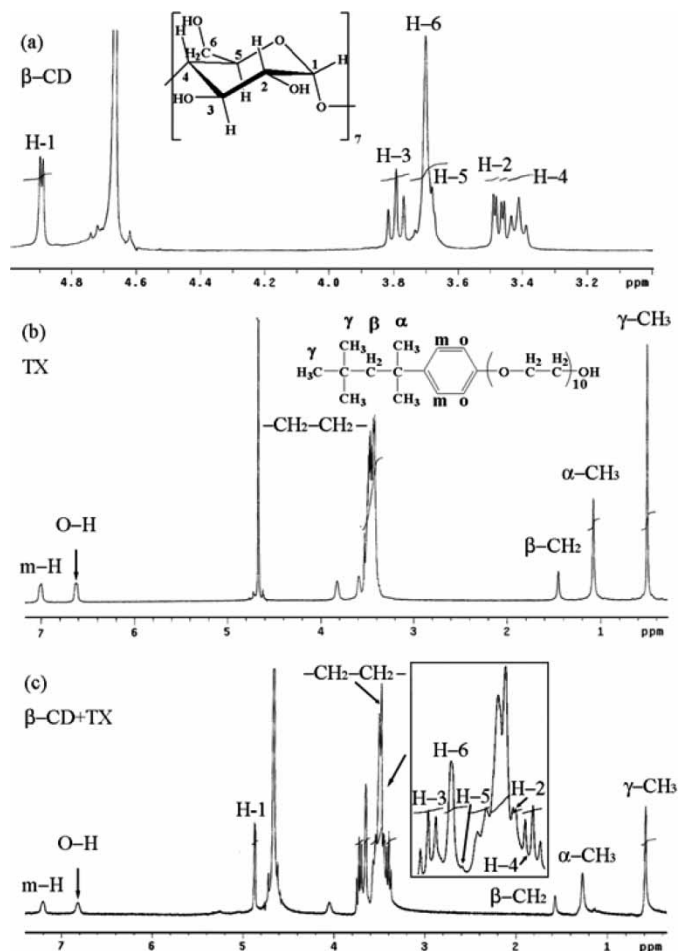 (a)
β–CD
HO
H
H₂C
6
H
O
5
4
H
2
1
H
HO
3
OH
H
O
7
H-1
H–3
H–6
H–5
H–2
H–4
4.8 4.6 4.4 4.2 4.0 3.8 3.6 3.4 3.2 ppm
(b)
TX
γ β α
γ
CH₃ H₂ CH₃
H₃C C C C
CH₃ CH₃
m o
m o
( O C H₂ C H₂ )10 OH
–CH2–CH2–
γ–CH₃
α–CH₃
β–CH₂
O–H
m–H
7 6 5 4 3 2 1 ppm
(c)
β–CD+TX
–CH₂–CH₂–
H–6
H–3
H–5
H–2
H–4
H–1
O–H
m–H
γ–CH₃
α–CH₃
β–CH₂
7 6 5 4 3 2 1 ppm